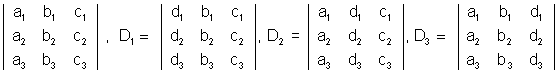 | a₁ b₁ c₁ | | d₁ b₁ c₁ | | a₁ d₁ c₁ | | a₁ b₁ d₁ |
| a₂ b₂ c₂ | , D₁ = | d₂ b₂ c₂ | , D₂ = | a₂ d₂ c₂ | , D₃ = | a₂ b₂ d₂ |
| a₃ b₃ c₃ | | d₃ b₃ c₃ | | a₃ d₃ c₃ | | a₃ b₃ d₃ |